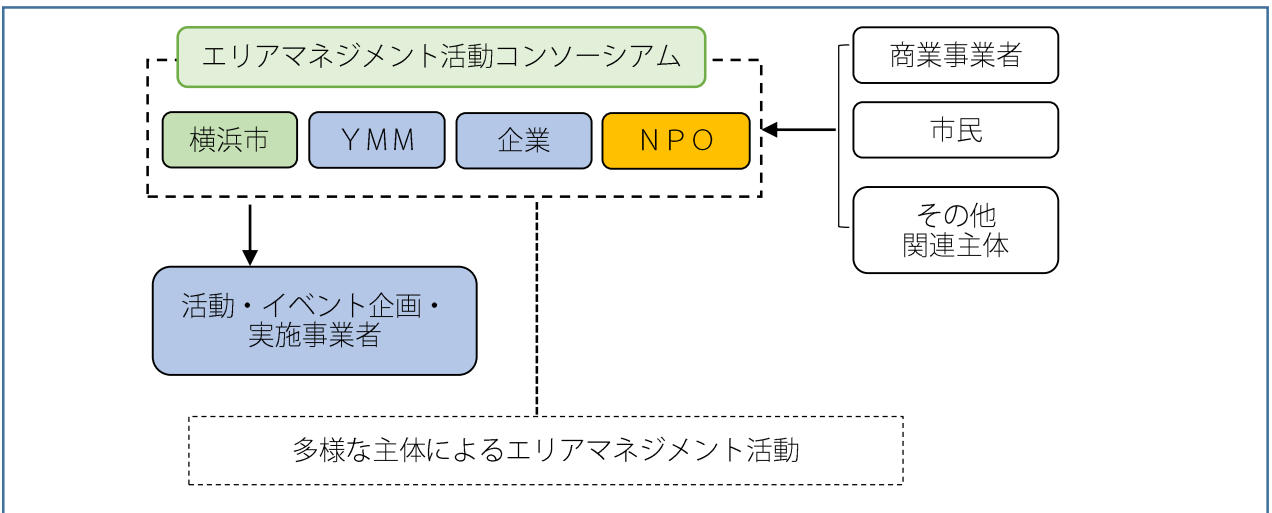 エリアマネジメント活動コンソーシアム
横浜市
ＹＭＭ
企業
ＮＰＯ
商業事業者
市民
その他
関連主体
活動・イベント企画・
実施事業者
多様な主体によるエリアマネジメント活動